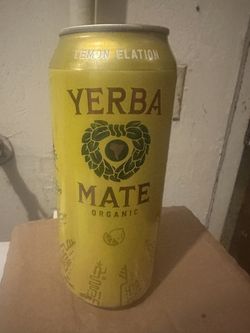 LEMON ELATION
YERBA
MATE
ORGANIC